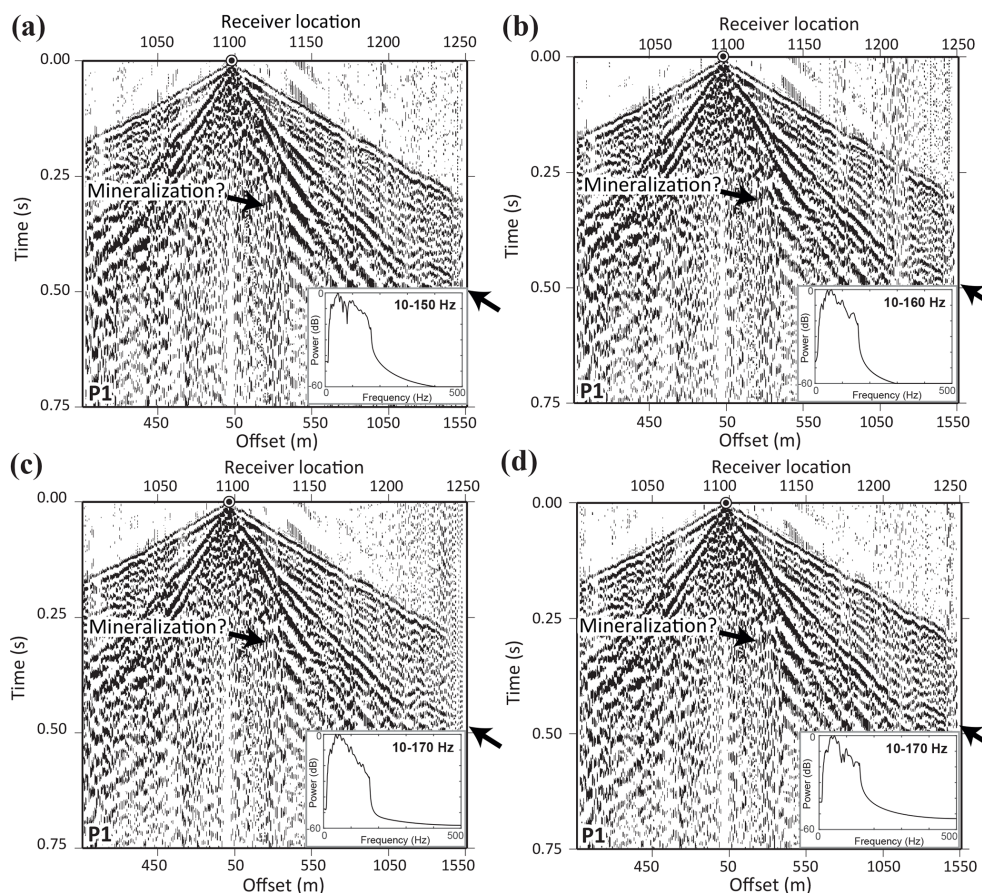 (a)
Receiver location
1050 1100 1150 1200 1250
0.00
0.25
0.50
0.75
Time (s)
Mineralization?
10-150 Hz
0
Power (dB)
-60
Frequency (Hz)
500
P1
450 50 550 1050 1550
Offset (m)
(b)
Receiver location
1050 1100 1150 1200 1250
0.00
0.25
0.50
0.75
Time (s)
Mineralization?
10-160 Hz
0
Power (dB)
-60
Frequency (Hz)
500
P1
450 50 550 1050 1550
Offset (m)
(c)
Receiver location
1050 1100 1150 1200 1250
0.00
0.25
0.50
0.75
Time (s)
Mineralization?
10-170 Hz
0
Power (dB)
-60
Frequency (Hz)
500
P1
450 50 550 1050 1550
Offset (m)
(d)
Receiver location
1050 1100 1150 1200 1250
0.00
0.25
0.50
0.75
Time (s)
Mineralization?
10-170 Hz
0
Power (dB)
-60
Frequency (Hz)
500
P1
450 50 550 1050 1550
Offset (m)